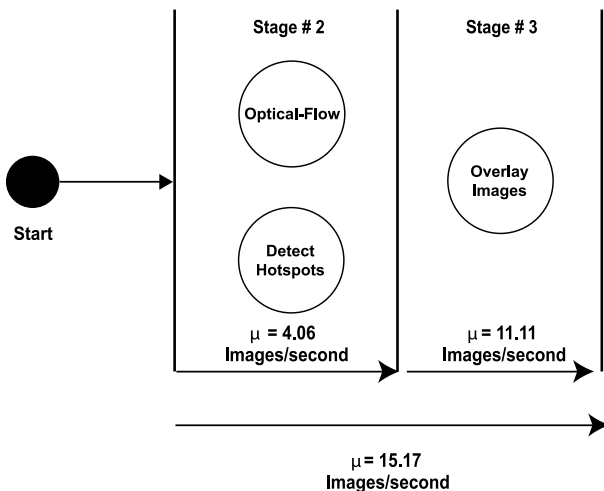 Stage # 2
Stage # 3
Optical-Flow
Overlay
Images
Start
Detect
Hotspots
μ = 4.06
Images/second
μ = 11.11
Images/second
μ = 15.17
Images/second